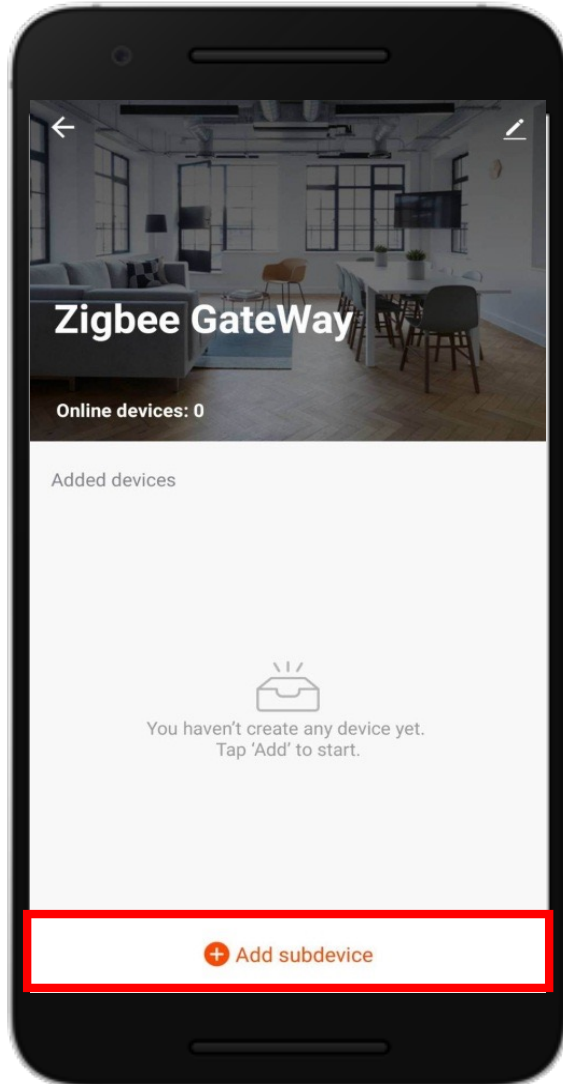 Zigbee GateWay
Online devices: 0
Added devices
You haven't create any device yet.
Tap 'Add' to start.
Add subdevice